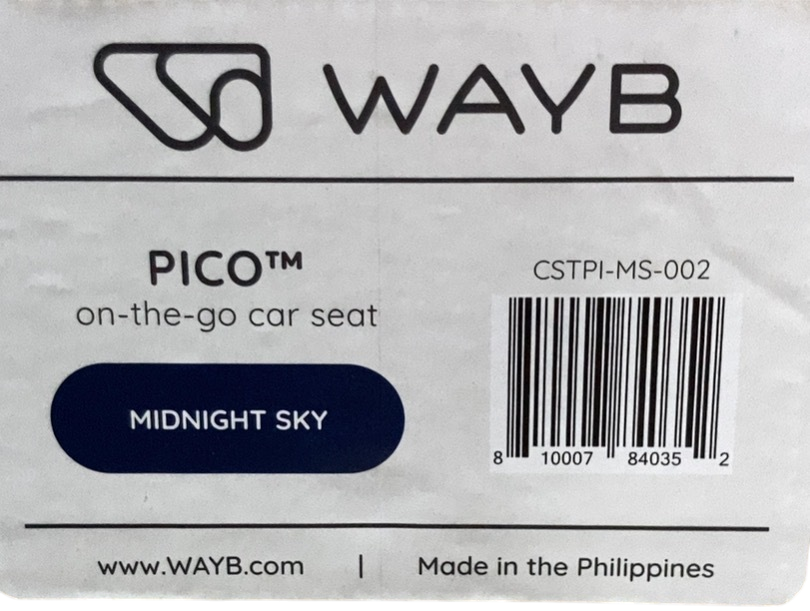 WAYB
PICO™
on-the-go car seat
MIDNIGHT SKY
CSTPI-MS-002
8 10007 84035 2
www.WAYB.com | Made in the Philippines